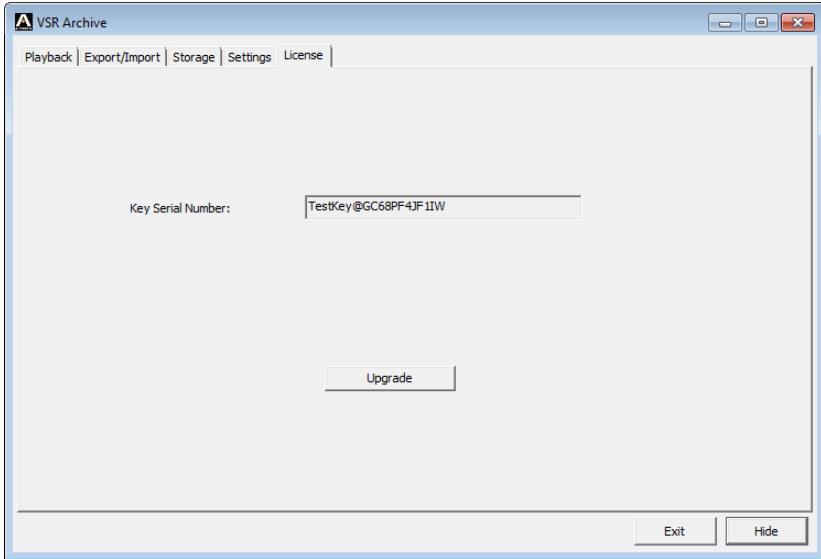 VSR Archive
Playback Export/Import Storage Settings License
Key Serial Number: TestKey@GC68PF4JF1IW
Upgrade
Exit Hide